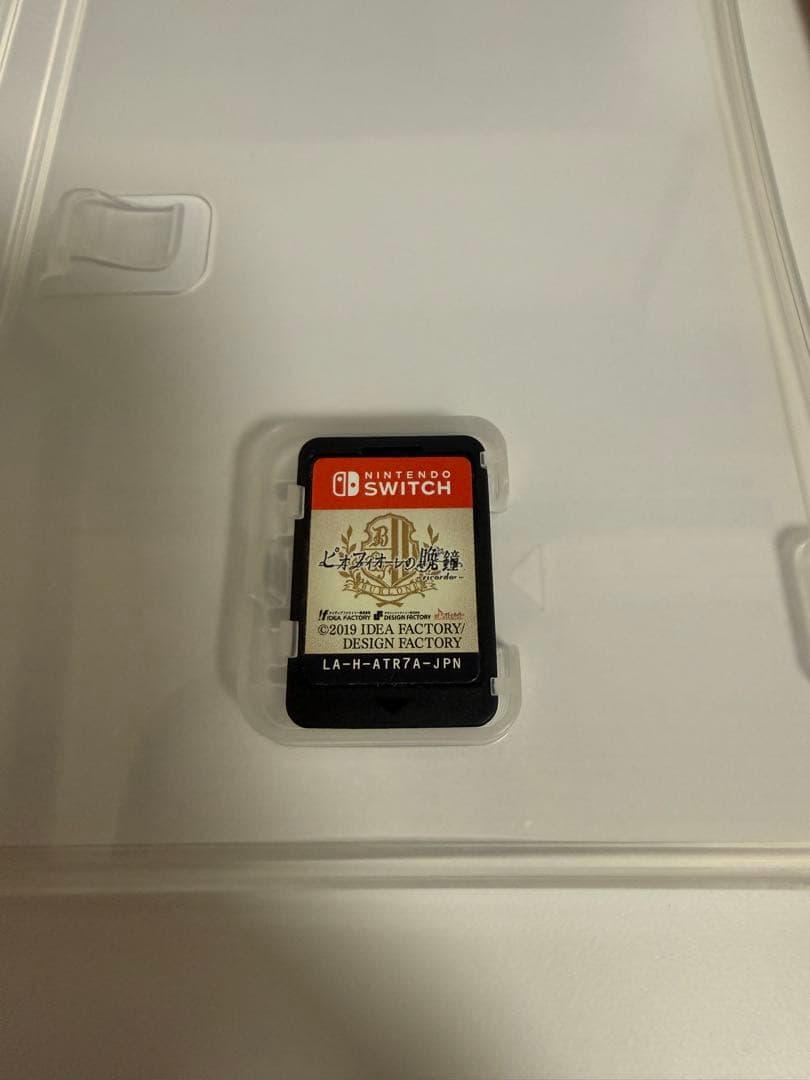 NINTENDO
SWITCH
B
ピオフィオーレの晩鐘
-ricordo-
IDEA FACTORY
DESIGN FACTORY
©2019 IDEA FACTORY/
DESIGN FACTORY
LA-H-ATR7A-JPN